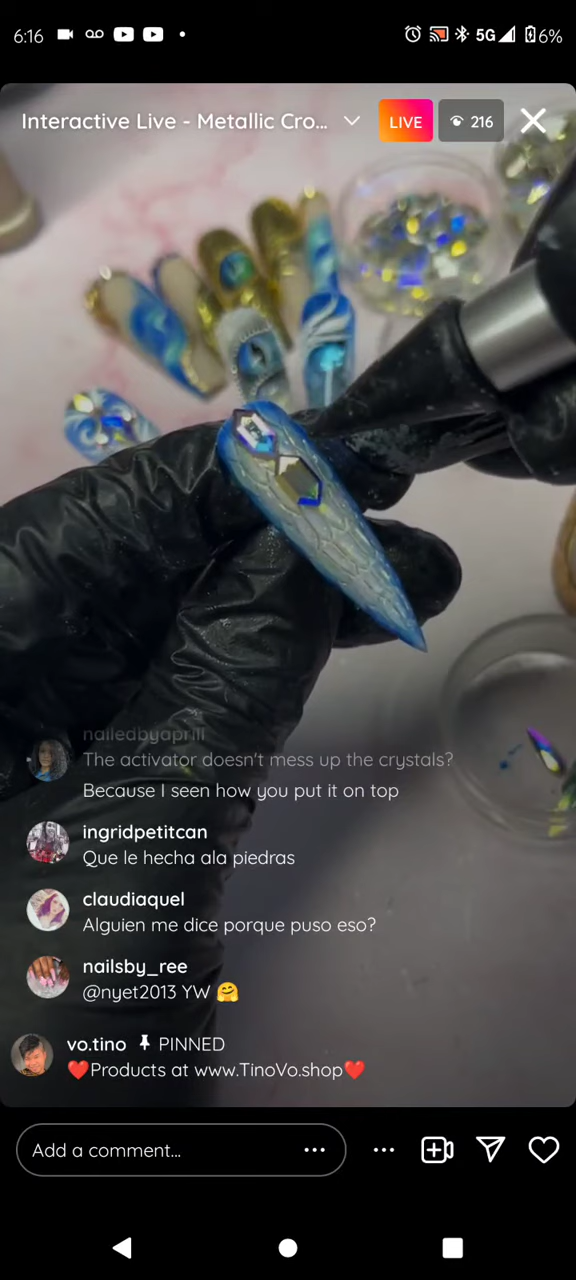 6:16
5G
6%
Interactive Live - Metallic Cro...
LIVE
216
nailedbyaprill
The activator doesn't mess up the crystals?
Because I seen how you put it on top
ingridpetitcan
Que le hecha ala piedras
claudiaquel
Alguien me dice porque puso eso?
nailsby_ree
@nyet2013 YW 🤗
vo.tino PINNED
❤️Products at www.TinoVo.shop❤️
Add a comment...